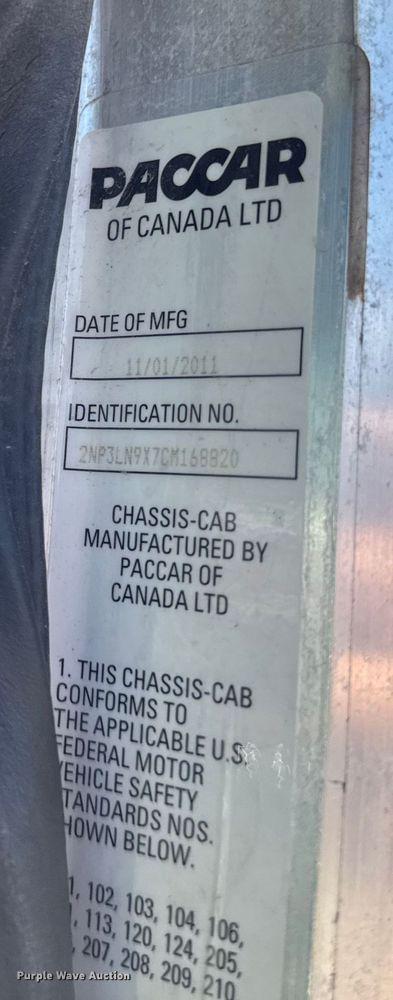 PACCAR
OF CANADA LTD
DATE OF MFG
11/01/2011
IDENTIFICATION NO.
2NP3LN9X7CM168820
CHASSIS-CAB
MANUFACTURED BY
PACCAR OF
CANADA LTD
1. THIS CHASSIS-CAB
CONFORMS TO
THE APPLICABLE U.S.
FEDERAL MOTOR
VEHICLE SAFETY
STANDARDS NOS.
SHOWN BELOW.
1, 102, 103, 104, 106,
, 113, 120, 124, 205,
, 207, 208, 209, 210
Purple Wave Auction